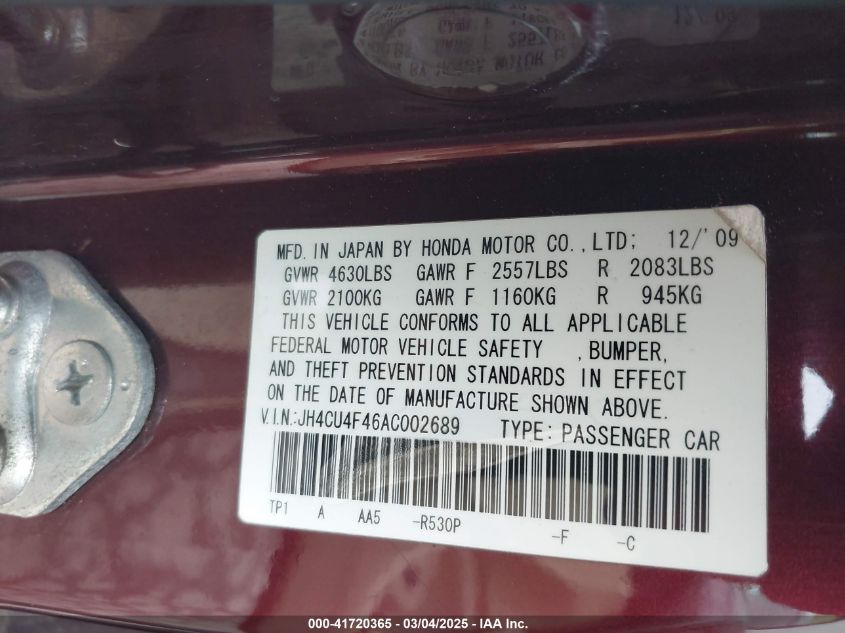 MFD. IN JAPAN BY HONDA MOTOR CO.,LTD; 12/'09
GVWR 4630LBS GAWR F 2557LBS R 2083LBS
GVWR 2100KG GAWR F 1160KG R 945KG
THIS VEHICLE CONFORMS TO ALL APPLICABLE
FEDERAL MOTOR VEHICLE SAFETY , BUMPER,
AND THEFT PREVENTION STANDARDS IN EFFECT
ON THE DATE OF MANUFACTURE SHOWN ABOVE.
V.I.N.:JH4CU4F46AC002689 TYPE: PASSENGER CAR
TP1 A AA5 -R530P -F -C
000-41720365 - 03/04/2025 - IAA Inc.